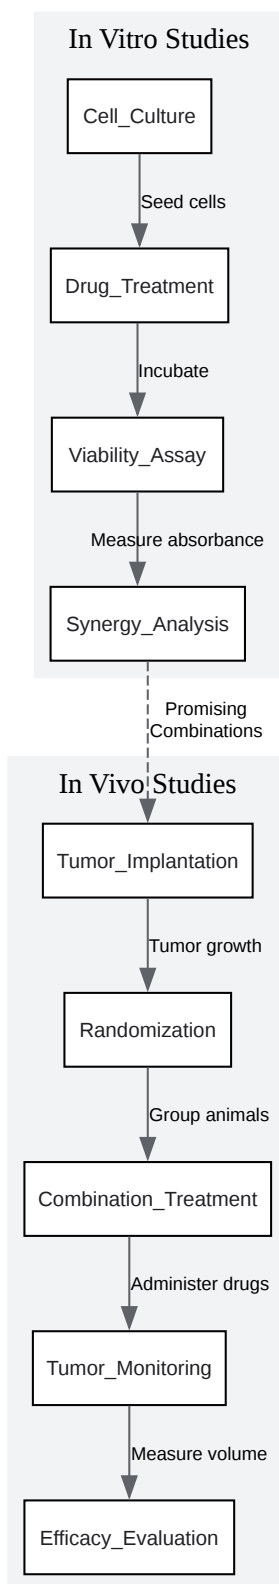 In Vitro Studies
Cell_Culture
Seed cells
Drug_Treatment
Incubate
Viability_Assay
Measure absorbance
Synergy_Analysis
Promising
Combinations
In Vivo Studies
Tumor_Implantation
Tumor growth
Randomization
Group animals
Combination_Treatment
Administer drugs
Tumor_Monitoring
Measure volume
Efficacy_Evaluation